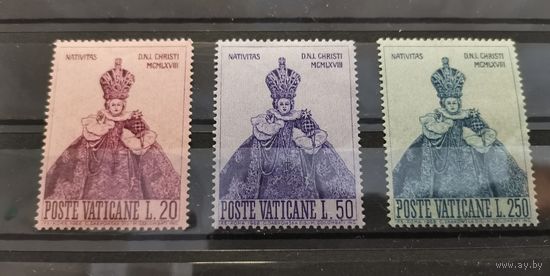 NATIVITAS D.N.J. CHRISTI
MCMLXVIII
POSTE VATICANE L. 20
NATIVITAS D.N.J. CHRISTI
MCMLXVIII
POSTE VATICANE L. 50
NATIVITAS D.N.J. CHRISTI
MCMLXVIII
POSTE VATICANE L. 250
www.ay.by